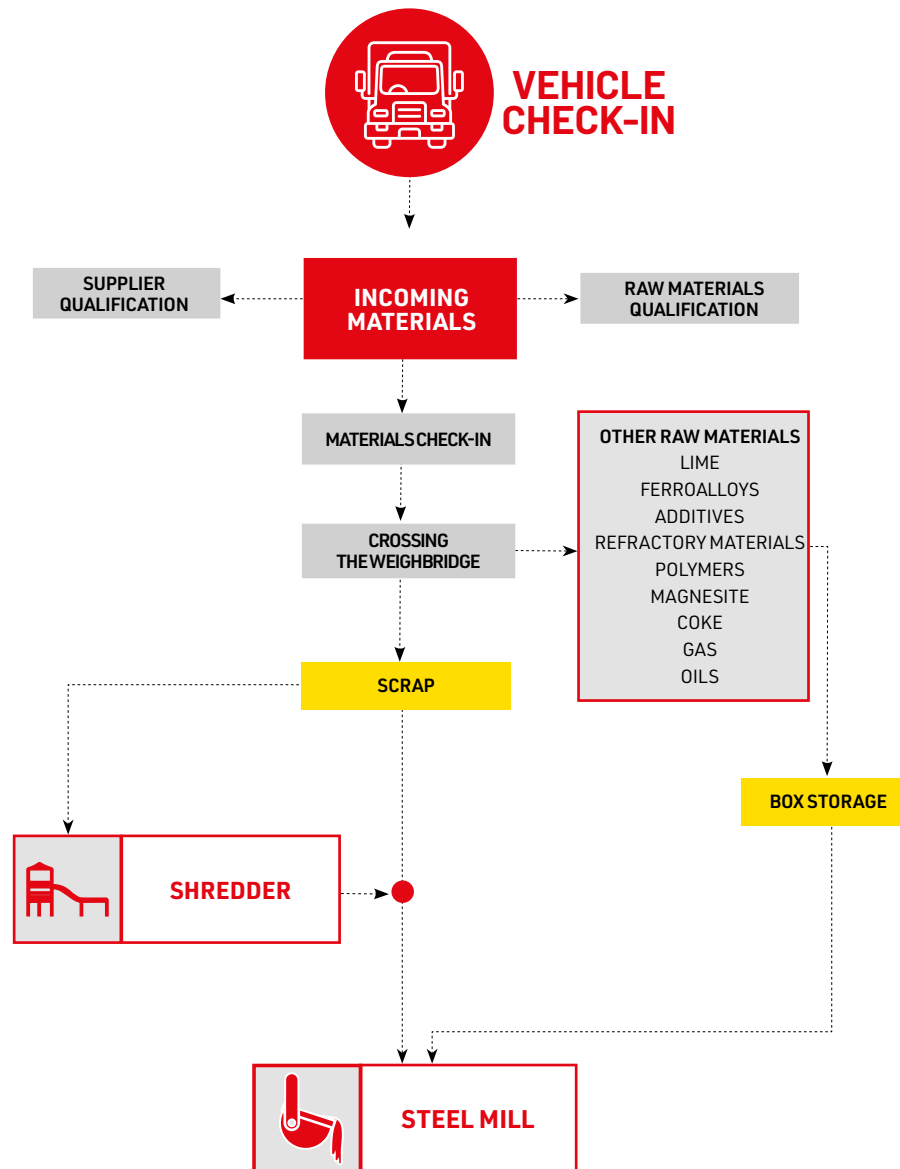 VEHICLE
CHECK-IN
SUPPLIER
QUALIFICATION
INCOMING
MATERIALS
RAW MATERIALS
QUALIFICATION
MATERIALS CHECK-IN
CROSSING
THE WEIGHBRIDGE
OTHER RAW MATERIALS
LIME
FERROALLOYS
ADDITIVES
REFRACTORY MATERIALS
POLYMERS
MAGNESITE
COKE
GAS
OILS
SCRAP
BOX STORAGE
SHREDDER
STEEL MILL